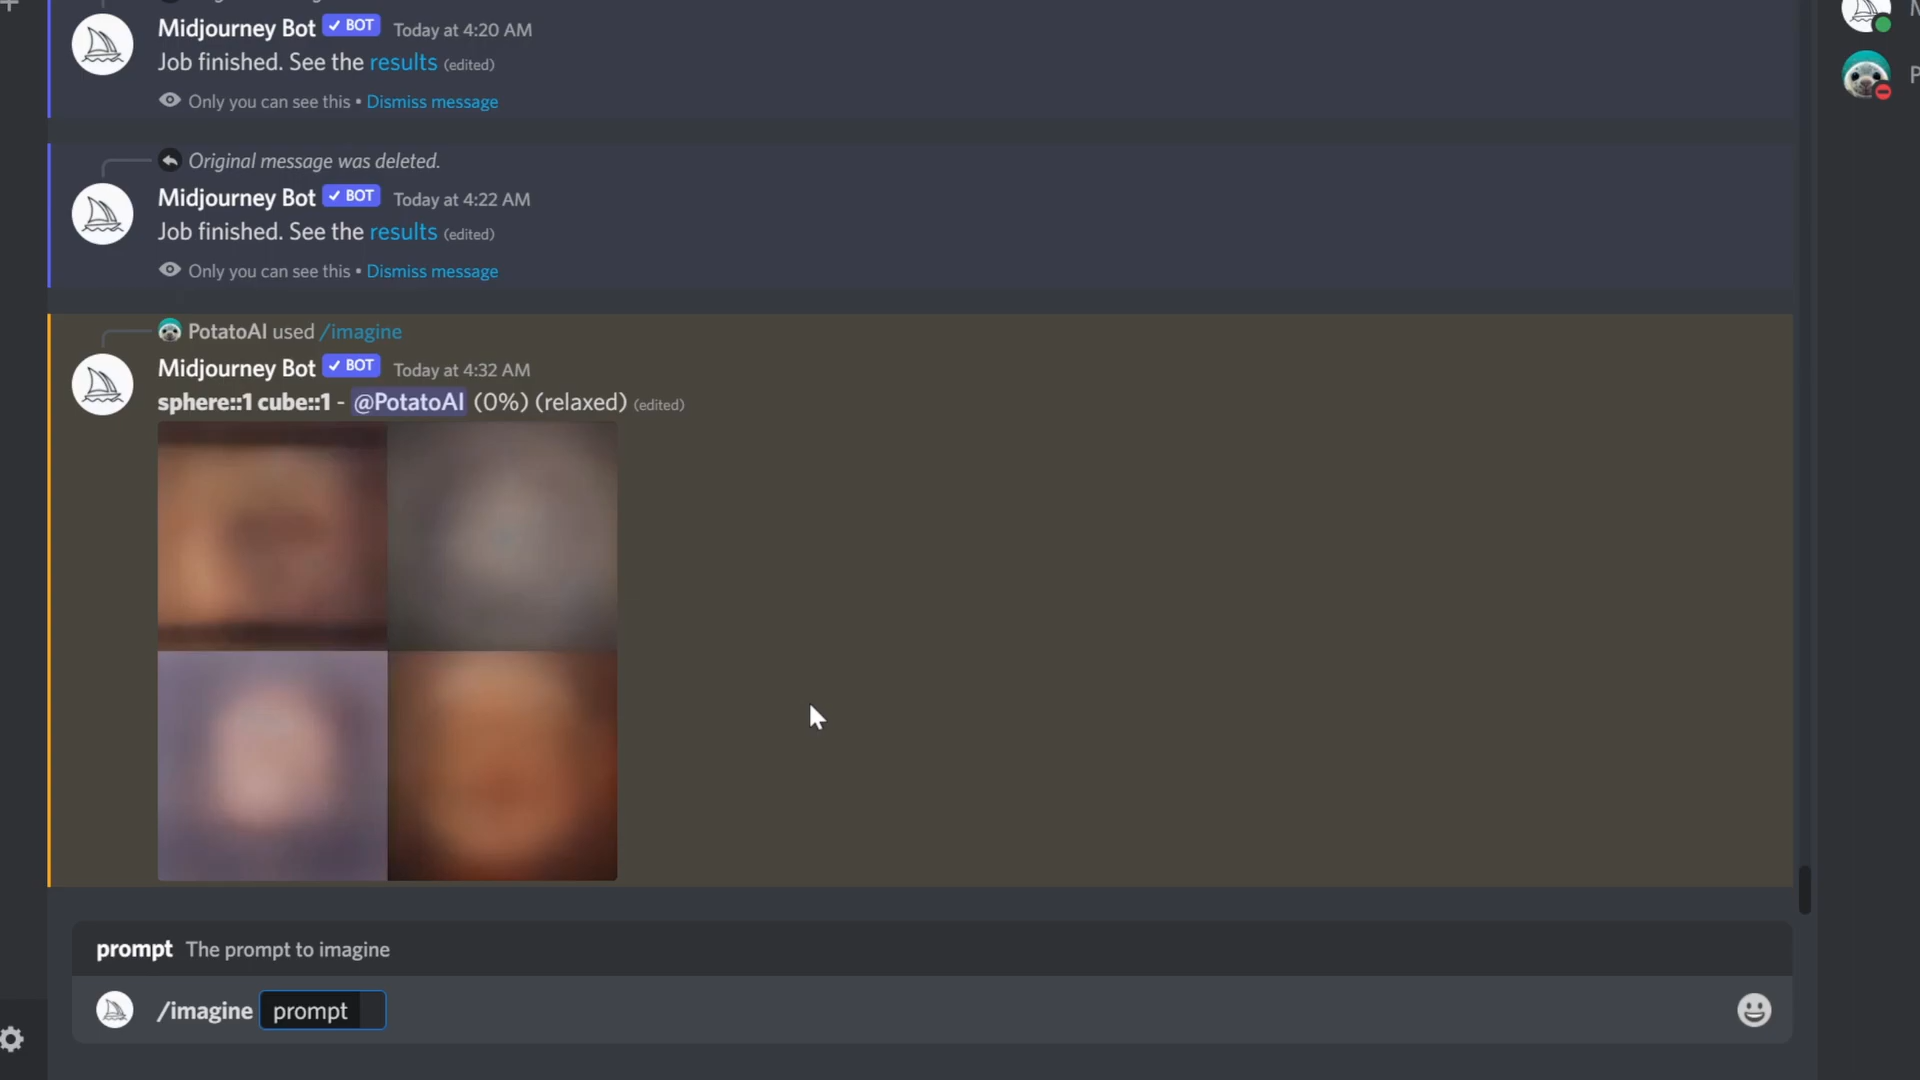 Midjourney Bot ✓ BOT Today at 4:20 AM
Job finished. See the results (edited)
Only you can see this • Dismiss message
Original message was deleted.
Midjourney Bot ✓ BOT Today at 4:22 AM
Job finished. See the results (edited)
Only you can see this • Dismiss message
PotatoAI used /imagine
Midjourney Bot ✓ BOT Today at 4:32 AM
sphere::1 cube::1 - @PotatoAI (0%) (relaxed) (edited)
prompt The prompt to imagine
/imagine prompt